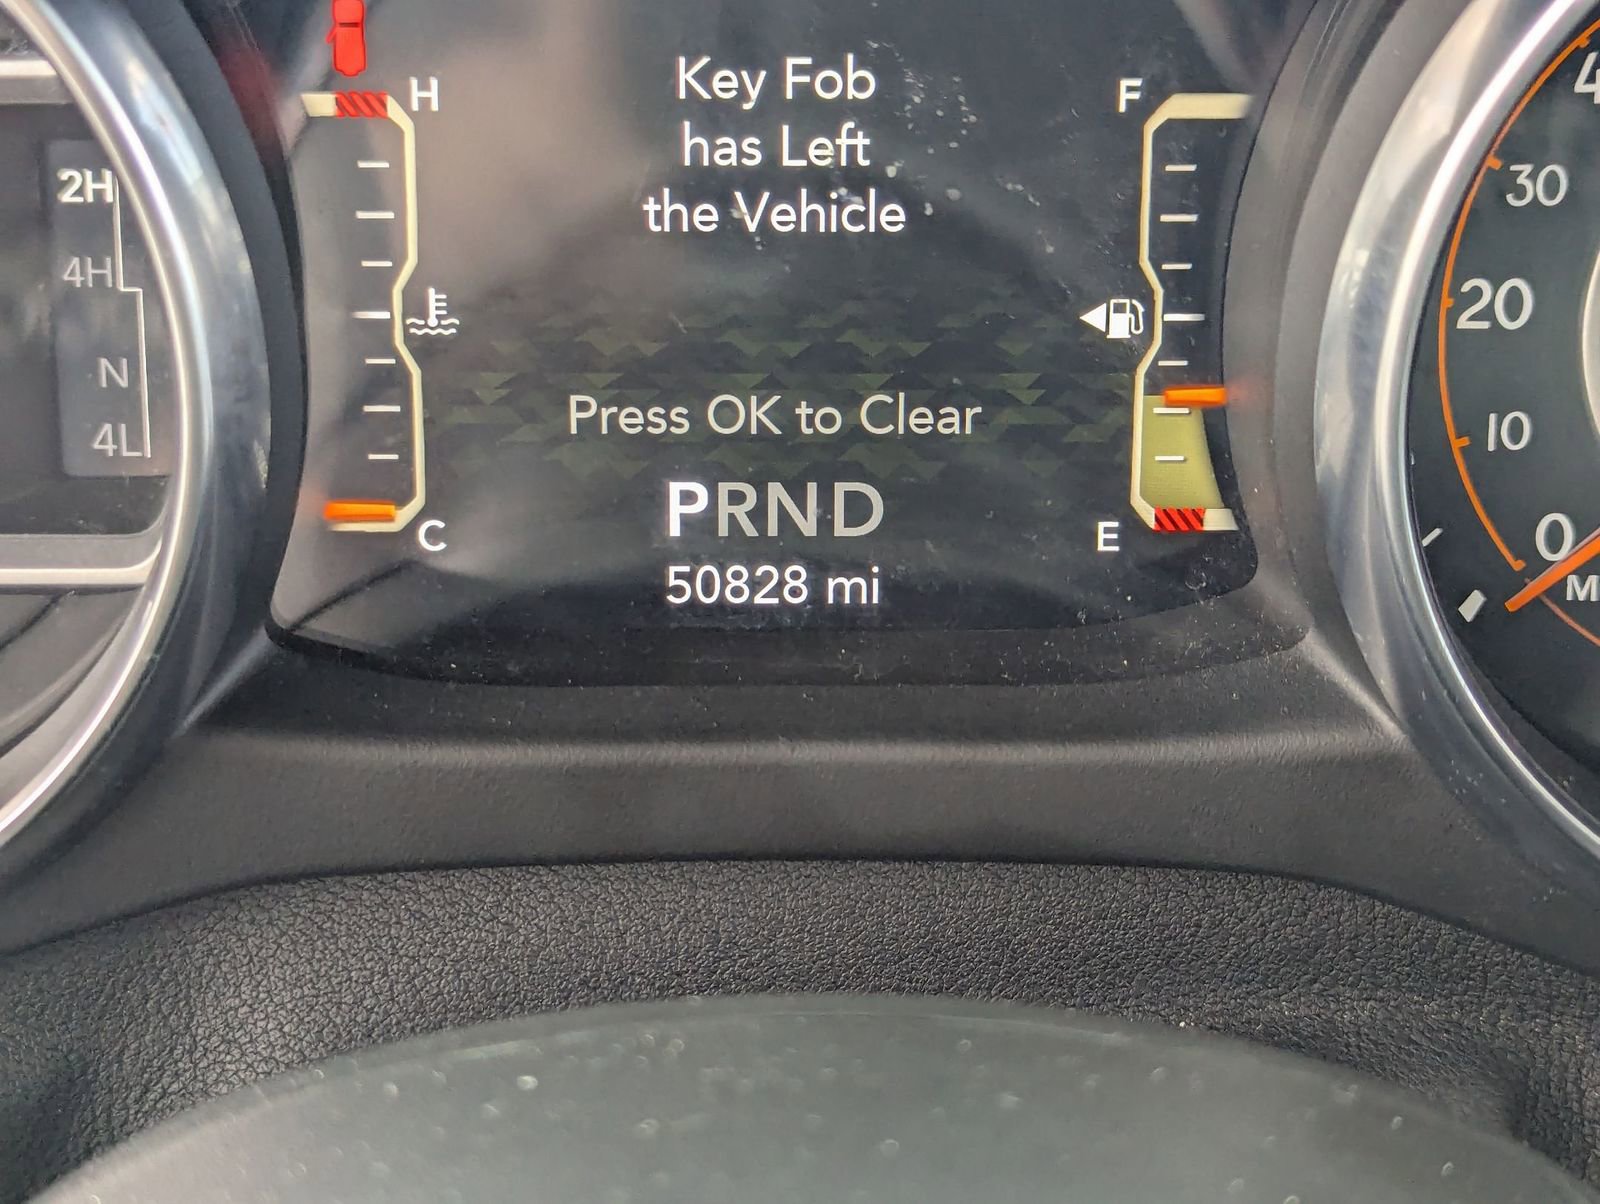 Key Fob
has Left
the Vehicle
Press OK to Clear
PRND
50828 mi
H
C
F
E
2H
4H
N
4L
30
20
10
0